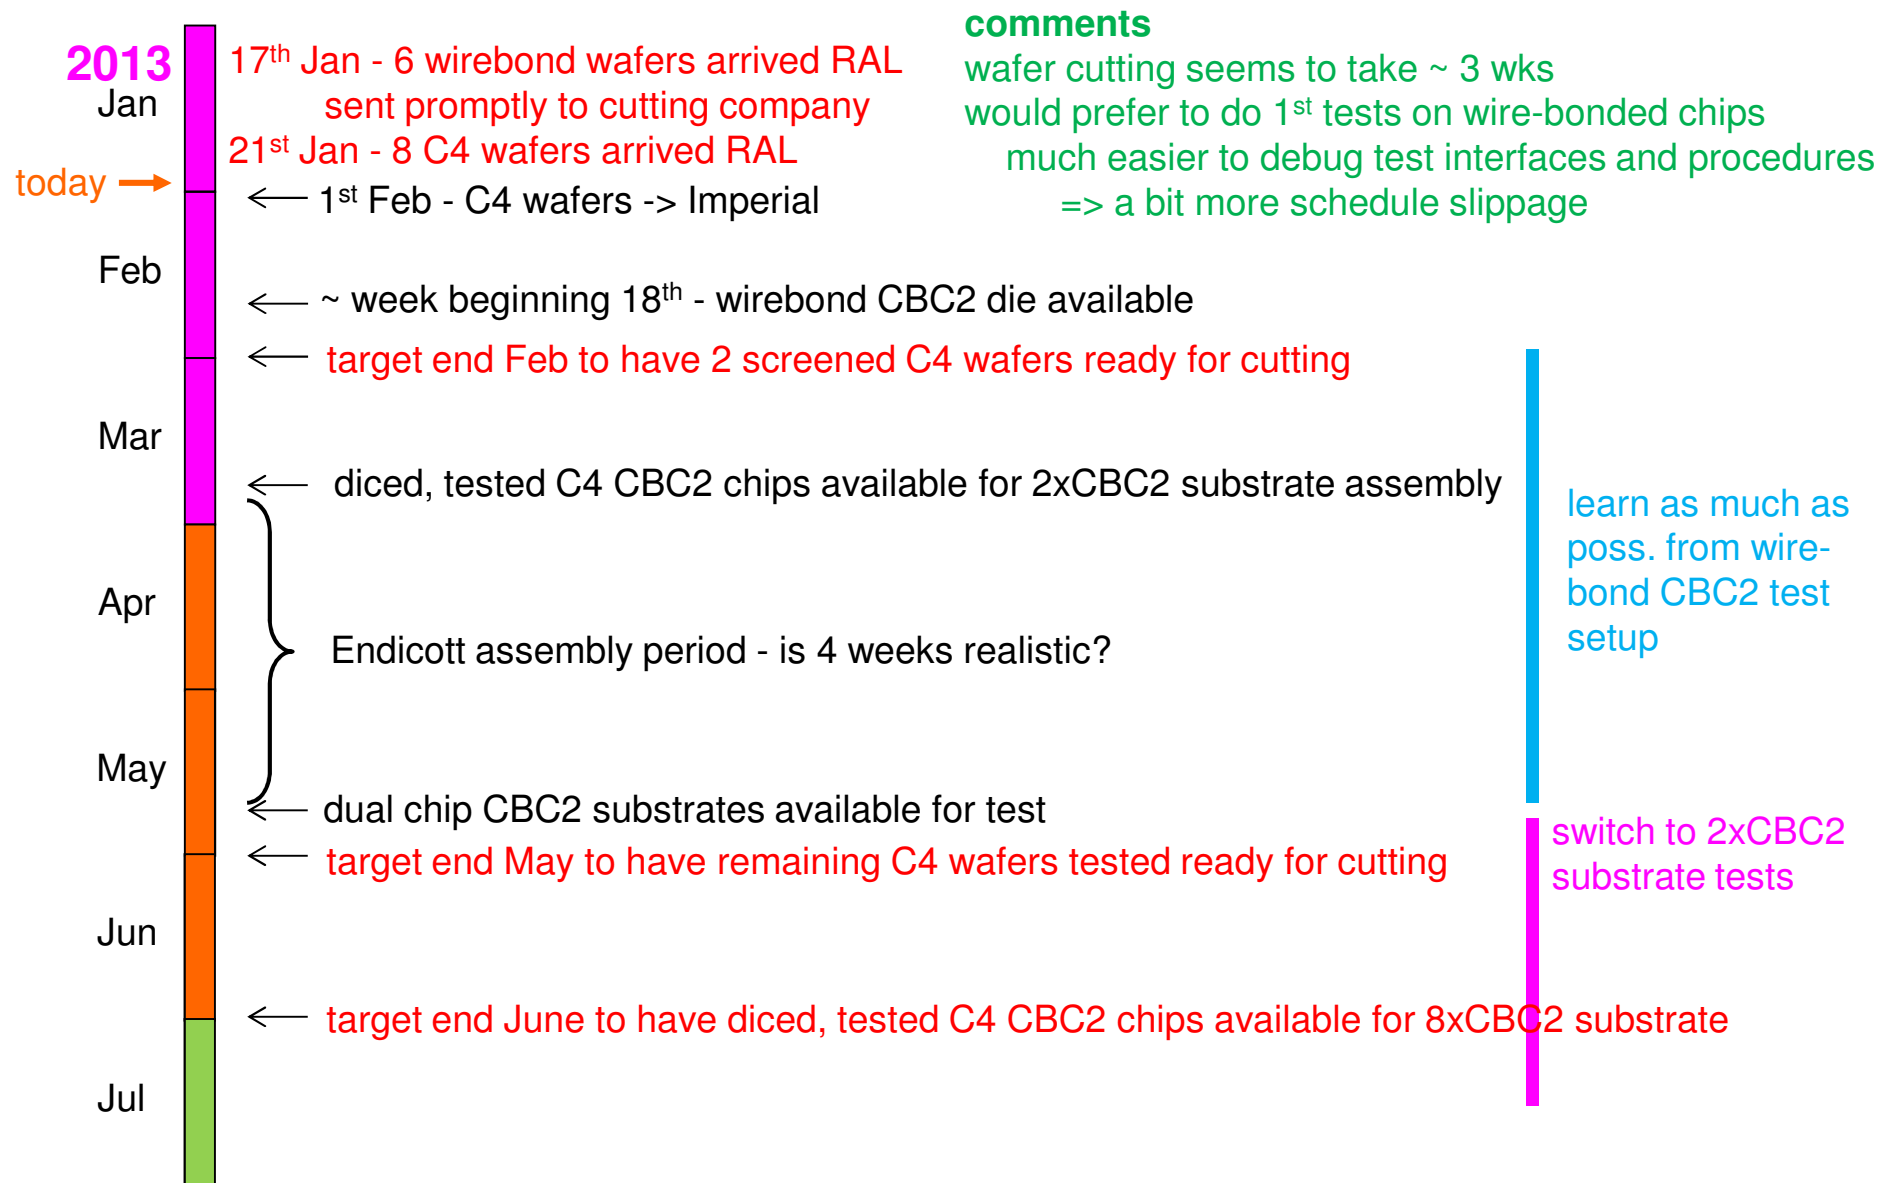 2013
Jan
17th Jan - 6 wirebond wafers arrived RAL
sent promptly to cutting company
21st Jan - 8 C4 wafers arrived RAL
comments
wafer cutting seems to take ~ 3 wks
would prefer to do 1st tests on wire-bonded chips
much easier to debug test interfaces and procedures
=> a bit more schedule slippage
today
1st Feb - C4 wafers -> Imperial
Feb
~ week beginning 18th - wirebond CBC2 die available
target end Feb to have 2 screened C4 wafers ready for cutting
Mar
diced, tested C4 CBC2 chips available for 2xCBC2 substrate assembly
learn as much as
poss. from wire-
bond CBC2 test
setup
Apr
Endicott assembly period - is 4 weeks realistic?
May
dual chip CBC2 substrates available for test
switch to 2xCBC2
substrate tests
target end May to have remaining C4 wafers tested ready for cutting
Jun
target end June to have diced, tested C4 CBC2 chips available for 8xCBC2 substrate
Jul